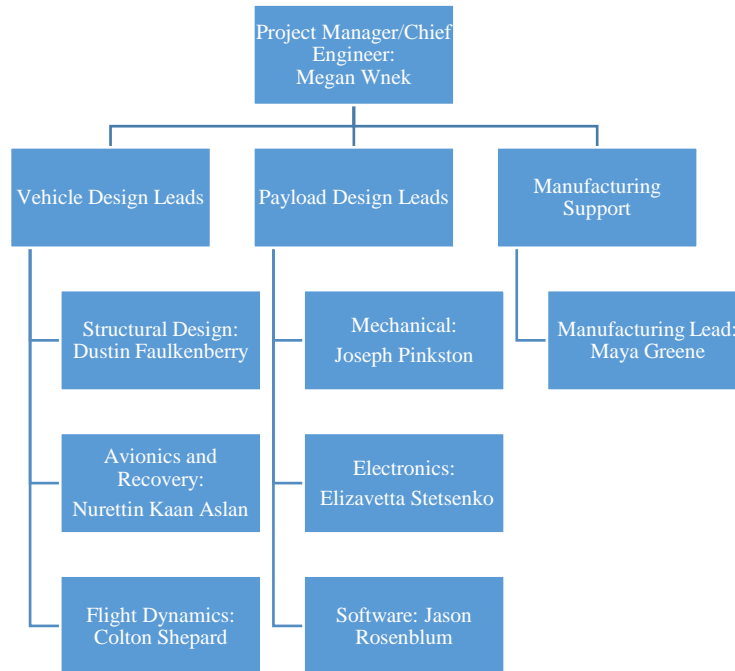 Project Manager/Chief
Engineer:
Megan Wnek
Vehicle Design Leads
Payload Design Leads
Manufacturing
Support
Structural Design:
Dustin Faulkenberry
Mechanical:
Joseph Pinkston
Manufacturing Lead:
Maya Greene
Avionics and
Recovery:
Nurettin Kaan Aslan
Electronics:
Elizavetta Stetsenko
Flight Dynamics:
Colton Shepard
Software: Jason
Rosenblum